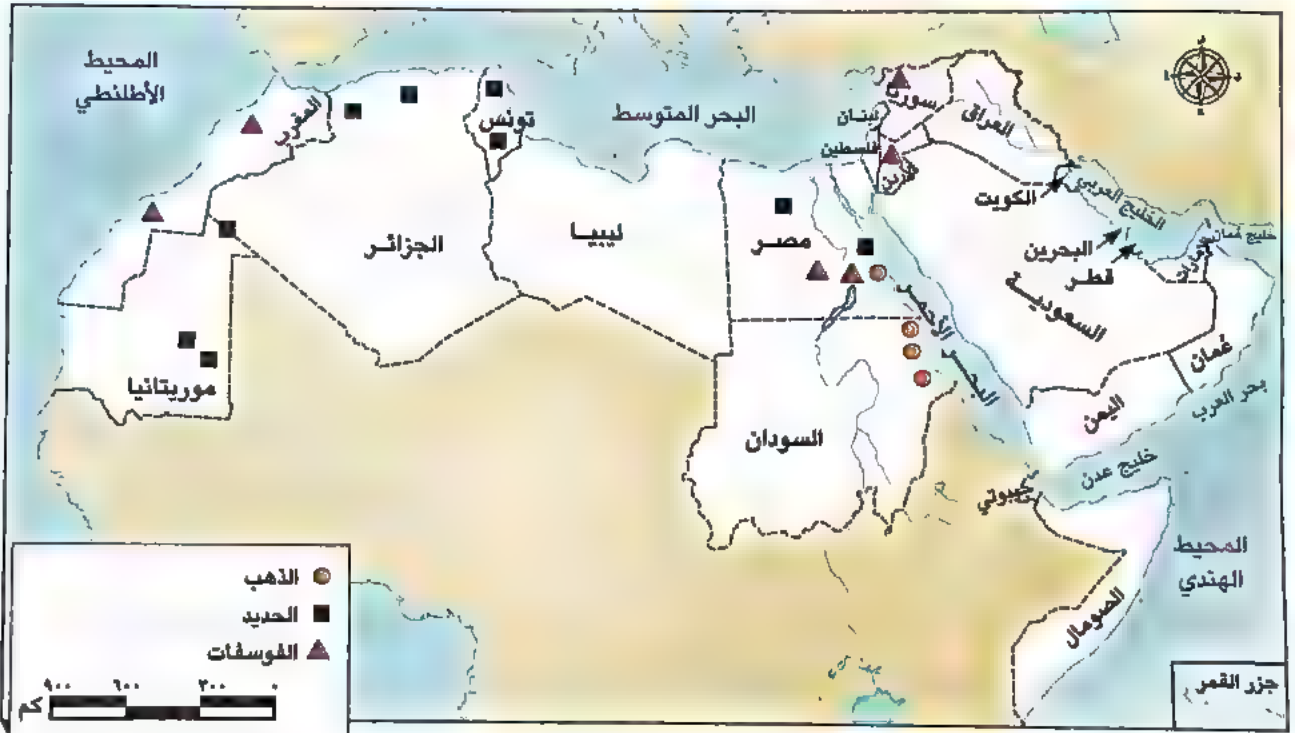 المحيط
الأطلنطي
البحر المتوسط
المغرب
تونس
الجزائر
ليبيا
مصر
موريتانيا
السودان
سوريا
لبنان
فلسطين
الأردن
العراق
الكويت
الخليج العربي
البحرين
قطر
خليج عُمان
الإمارات
السعودية
عُمان
اليمن
البحر الأحمر
بحر العرب
خليج عدن
جيبوتي
الصومال
المحيط
الهندي
جزر القمر
الذهب
الحديد
الفوسفات
٩٠٠ ٦٠٠ ٣٠٠ ٠
كم